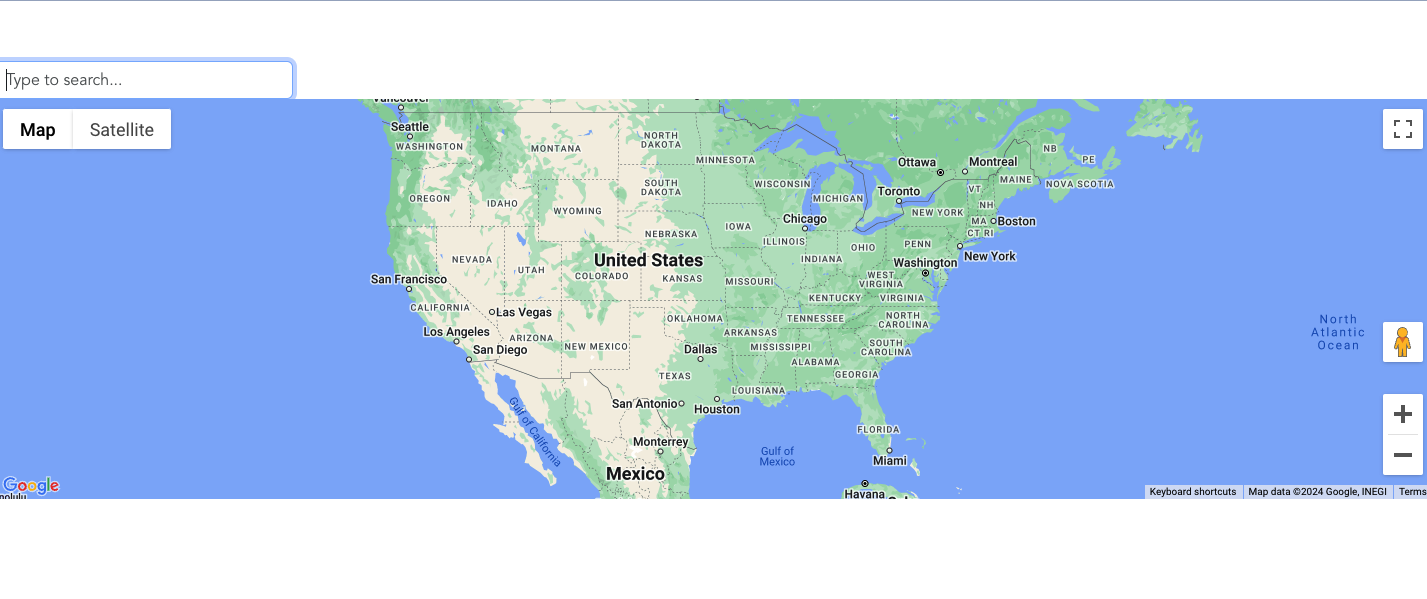 Type to search...
Map
Satellite
Vancouver
Seattle
WASHINGTON
MONTANA
NORTH
DAKOTA
MINNESOTA
Ottawa
Montreal
NB
PE
MAINE
NOVA SCOTIA
OREGON
IDAHO
WYOMING
SOUTH
DAKOTA
WISCONSIN
MICHIGAN
Toronto
VT
NH
NEW YORK
MA
Boston
CT RI
NEBRASKA
IOWA
Chicago
ILLINOIS
OHIO
PENN
New York
NEVADA
UTAH
United States
COLORADO
KANSAS
MISSOURI
INDIANA
Washington
WEST
VIRGINIA
San Francisco
CALIFORNIA
Las Vegas
KENTUCKY
VIRGINIA
Los Angeles
ARIZONA
NEW MEXICO
OKLAHOMA
TENNESSEE
NORTH
CAROLINA
ARKANSAS
San Diego
Dallas
MISSISSIPPI
SOUTH
CAROLINA
ALABAMA
TEXAS
GEORGIA
LOUISIANA
North
Atlantic
Ocean
San Antonio
Houston
Gulf of California
FLORIDA
Monterrey
Gulf of
Mexico
Miami
Mexico
Havana
Google
Keyboard shortcuts
Map data ©2024 Google, INEGI
Terms